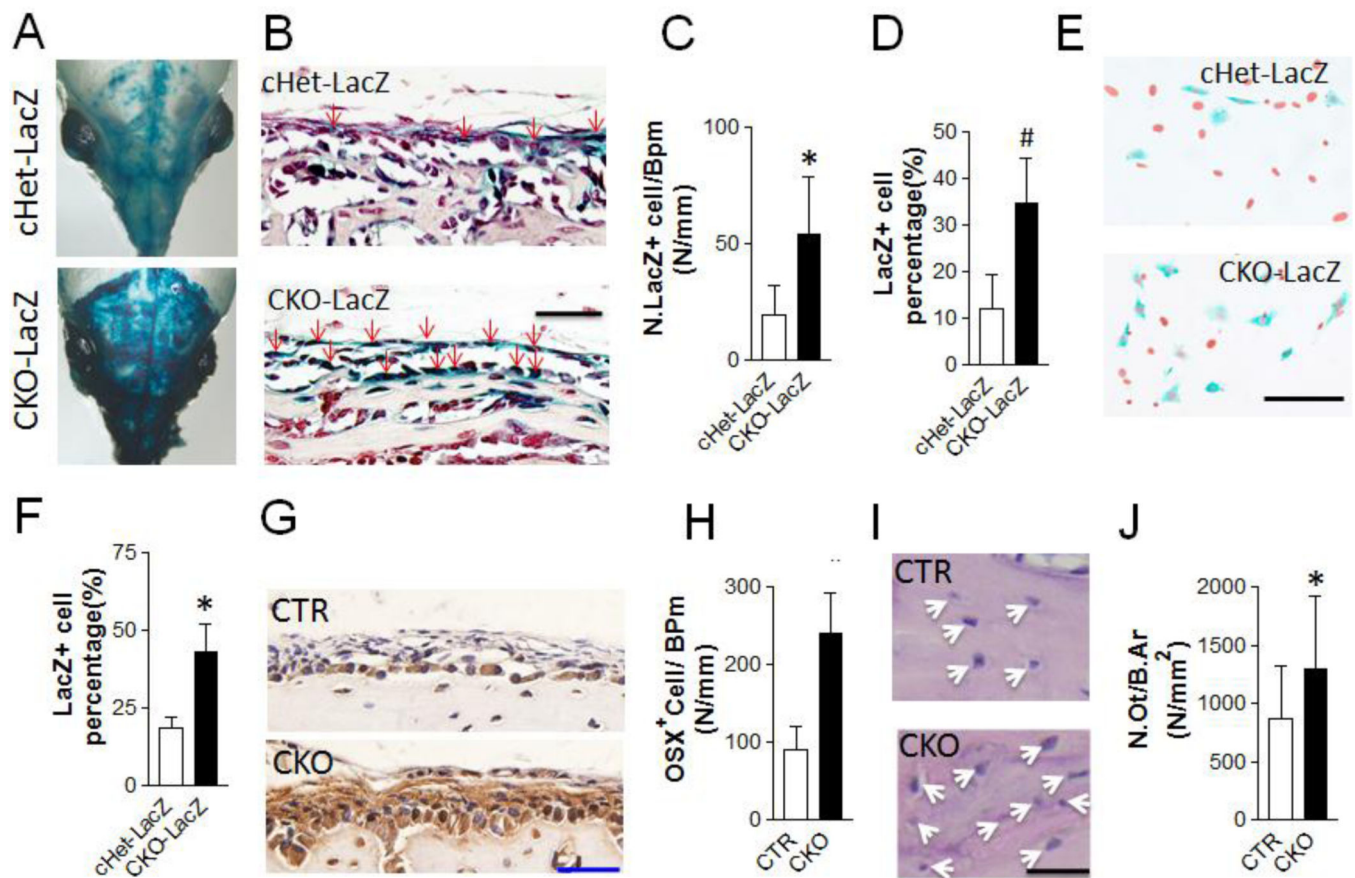 A
cHet-LacZ
CKO-LacZ
B
cHet-LacZ
CKO-LacZ
C
N.LacZ+ cell/Bpm
(N/mm)
100
50
0
*
cHet-LacZ
CKO-LacZ
D
LacZ+ cell
percentage(%)
50
40
30
20
10
0
#
cHet-LacZ
CKO-LacZ
E
cHet-LacZ
CKO-LacZ
F
LacZ+ cell
percentage(%)
75
50
25
0
*
cHet-LacZ
CKO-LacZ
G
CTR
CKO
H
OSX+ Cell/ BPm
(N/mm)
300
200
100
0
CTR
CKO
I
CTR
CKO
J
N.Ot/B.Ar
(N/mm²)
2000
1500
1000
500
0
*
CTR
CKO